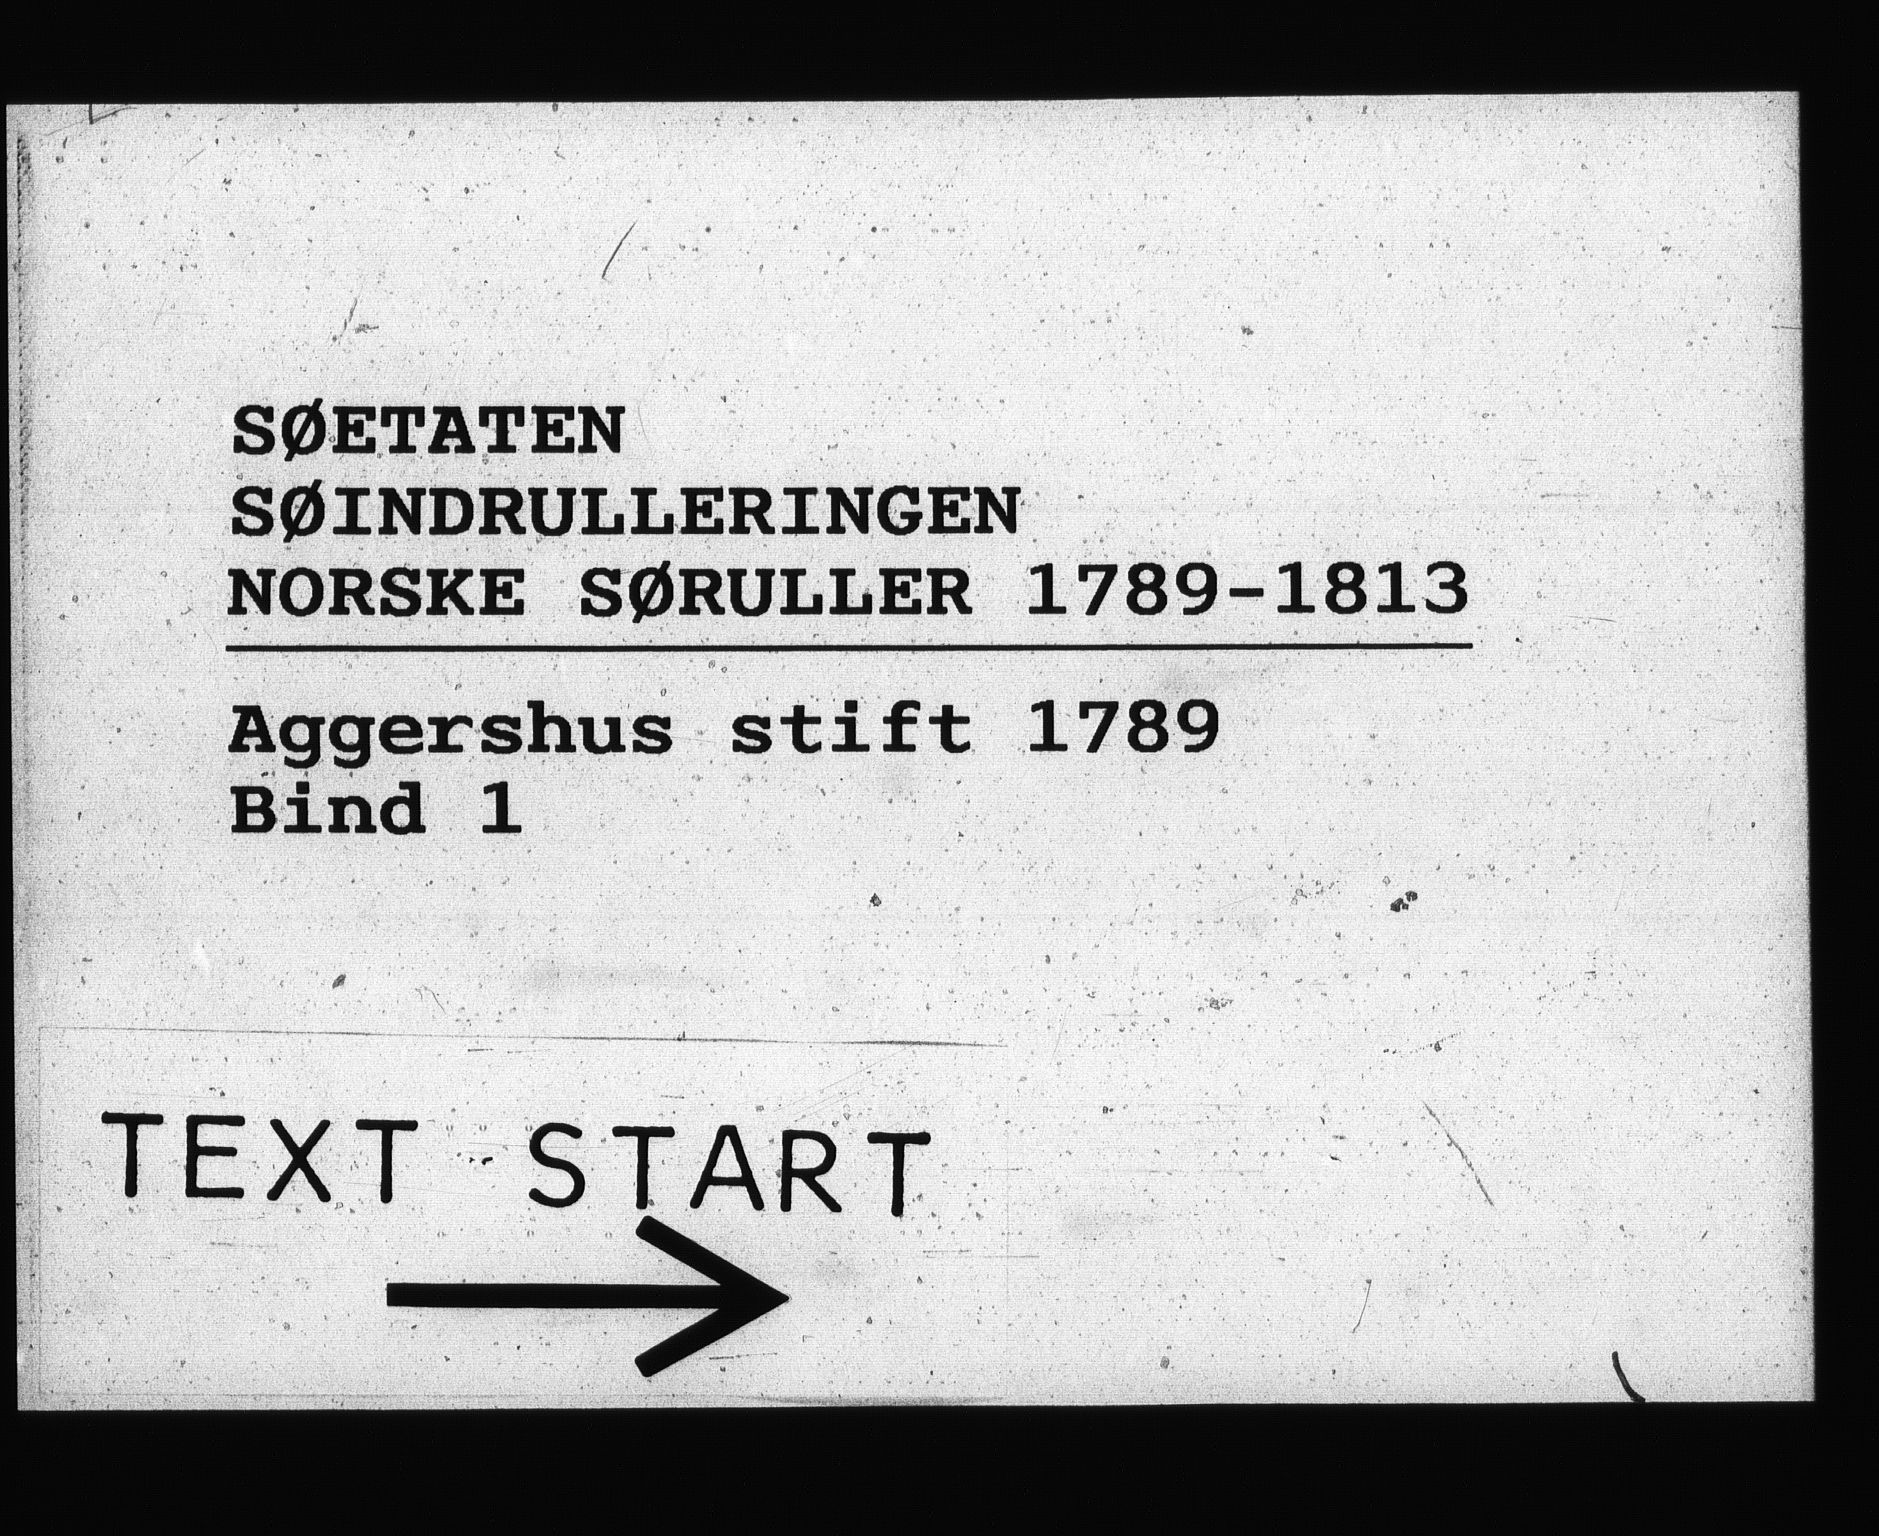 SØETATEN
SØINDRULLERINGEN
NORSKE SØRULLER 1789-1813
Aggershus stift 1789
Bind 1
TEXT START